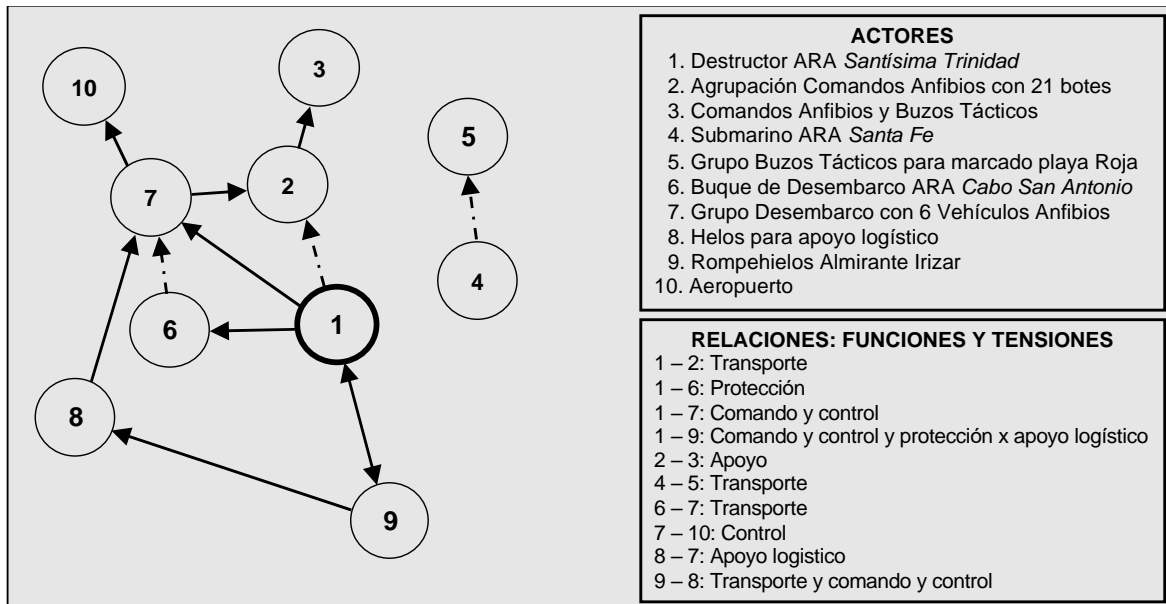 3
10
5
2
7
4
1
6
8
9
ACTORES
1. Destructor ARA Santísima Trinidad
2. Agrupación Comandos Anfibios con 21 botes
3. Comandos Anfibios y Buzos Tácticos
4. Submarino ARA Santa Fe
5. Grupo Buzos Tácticos para marcado playa Roja
6. Buque de Desembarco ARA Cabo San Antonio
7. Grupo Desembarco con 6 Vehículos Anfibios
8. Helos para apoyo logístico
9. Rompehielos Almirante Irizar
10. Aeropuerto
RELACIONES: FUNCIONES Y TENSIONES
1 – 2: Transporte
1 – 6: Protección
1 – 7: Comando y control
1 – 9: Comando y control y protección x apoyo logístico
2 – 3: Apoyo
4 – 5: Transporte
6 – 7: Transporte
7 – 10: Control
8 – 7: Apoyo logistico
9 – 8: Transporte y comando y control